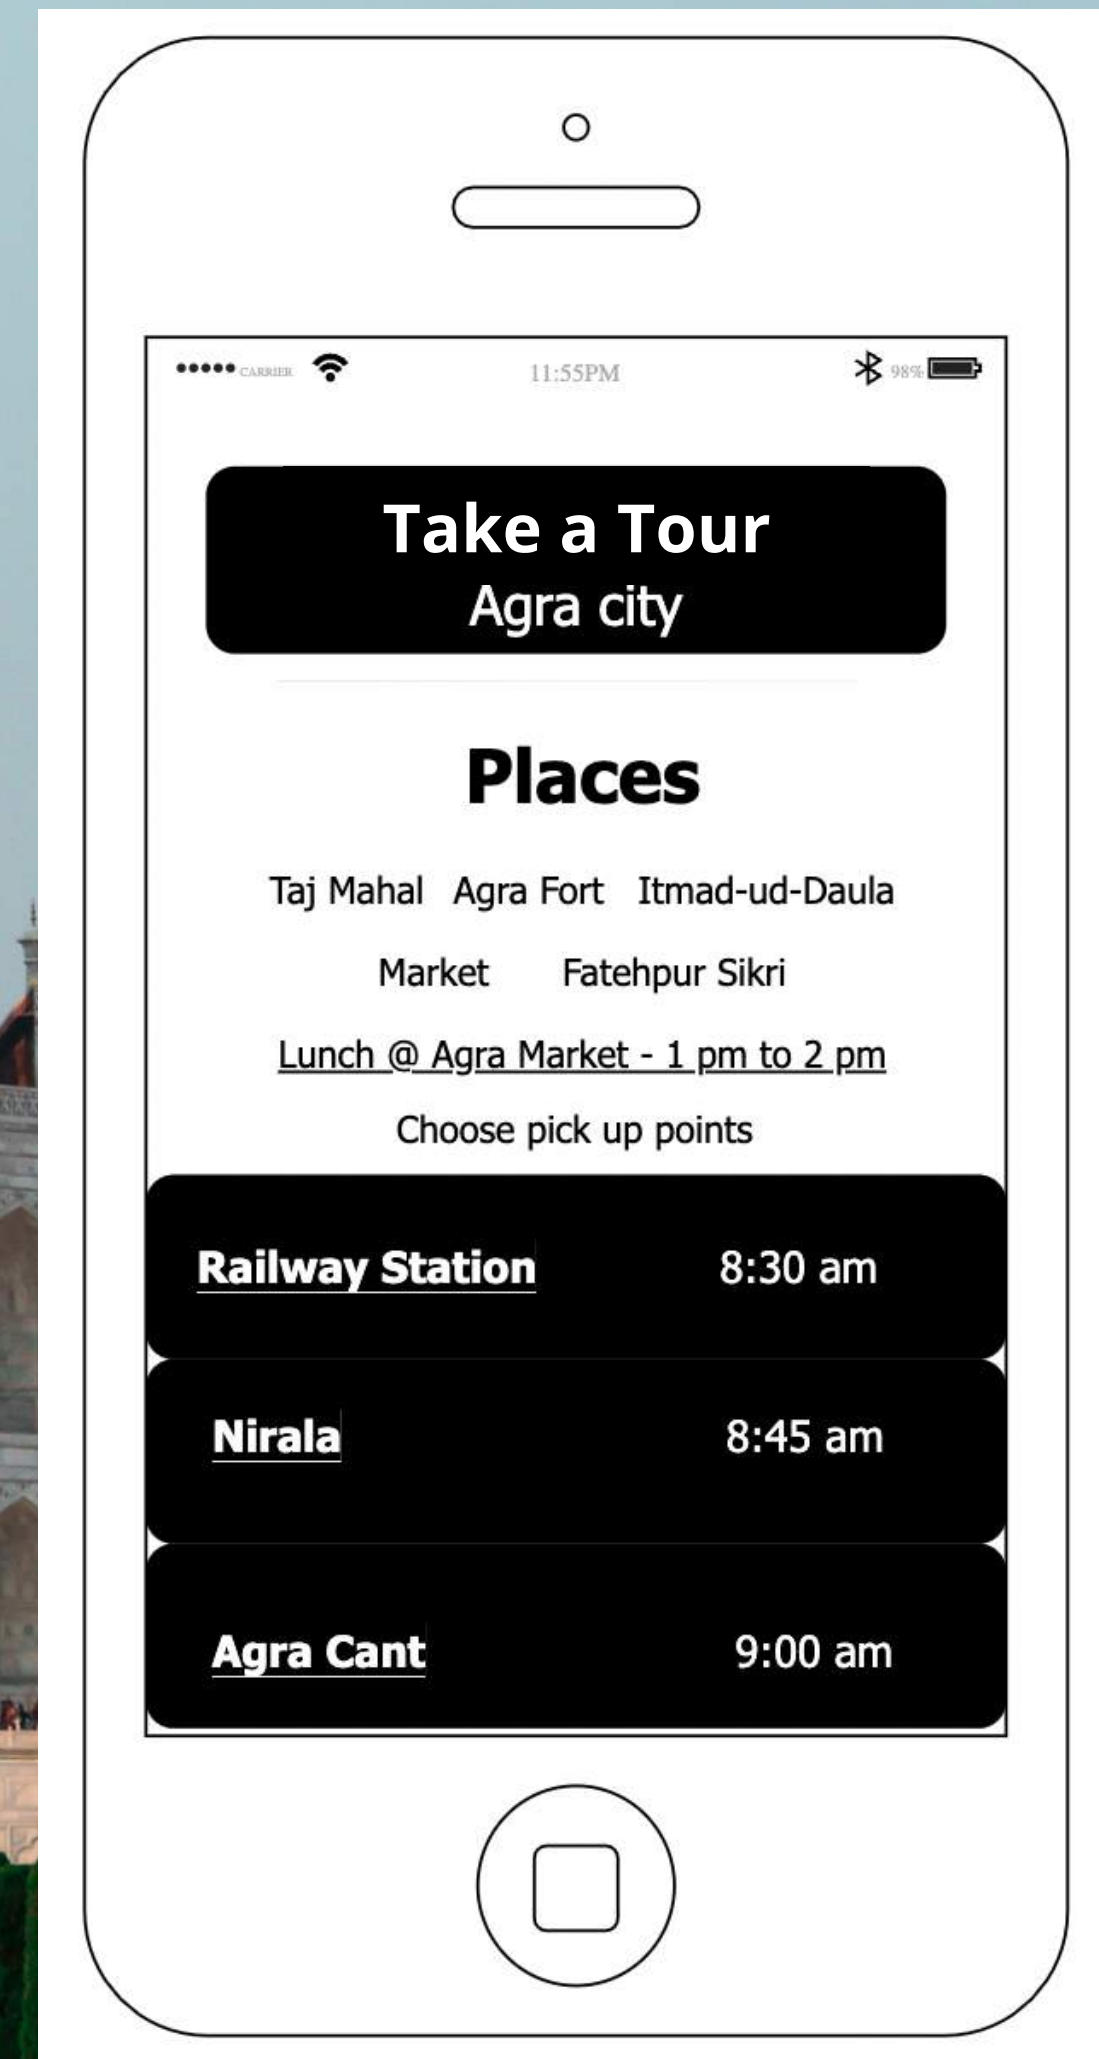 CARRIER 11:55PM 98%
Take a Tour
Agra city
Places
Taj Mahal Agra Fort Itmad-ud-Daula
Market Fatehpur Sikri
Lunch @ Agra Market - 1 pm to 2 pm
Choose pick up points
Railway Station 8:30 am
Nirala 8:45 am
Agra Cant 9:00 am